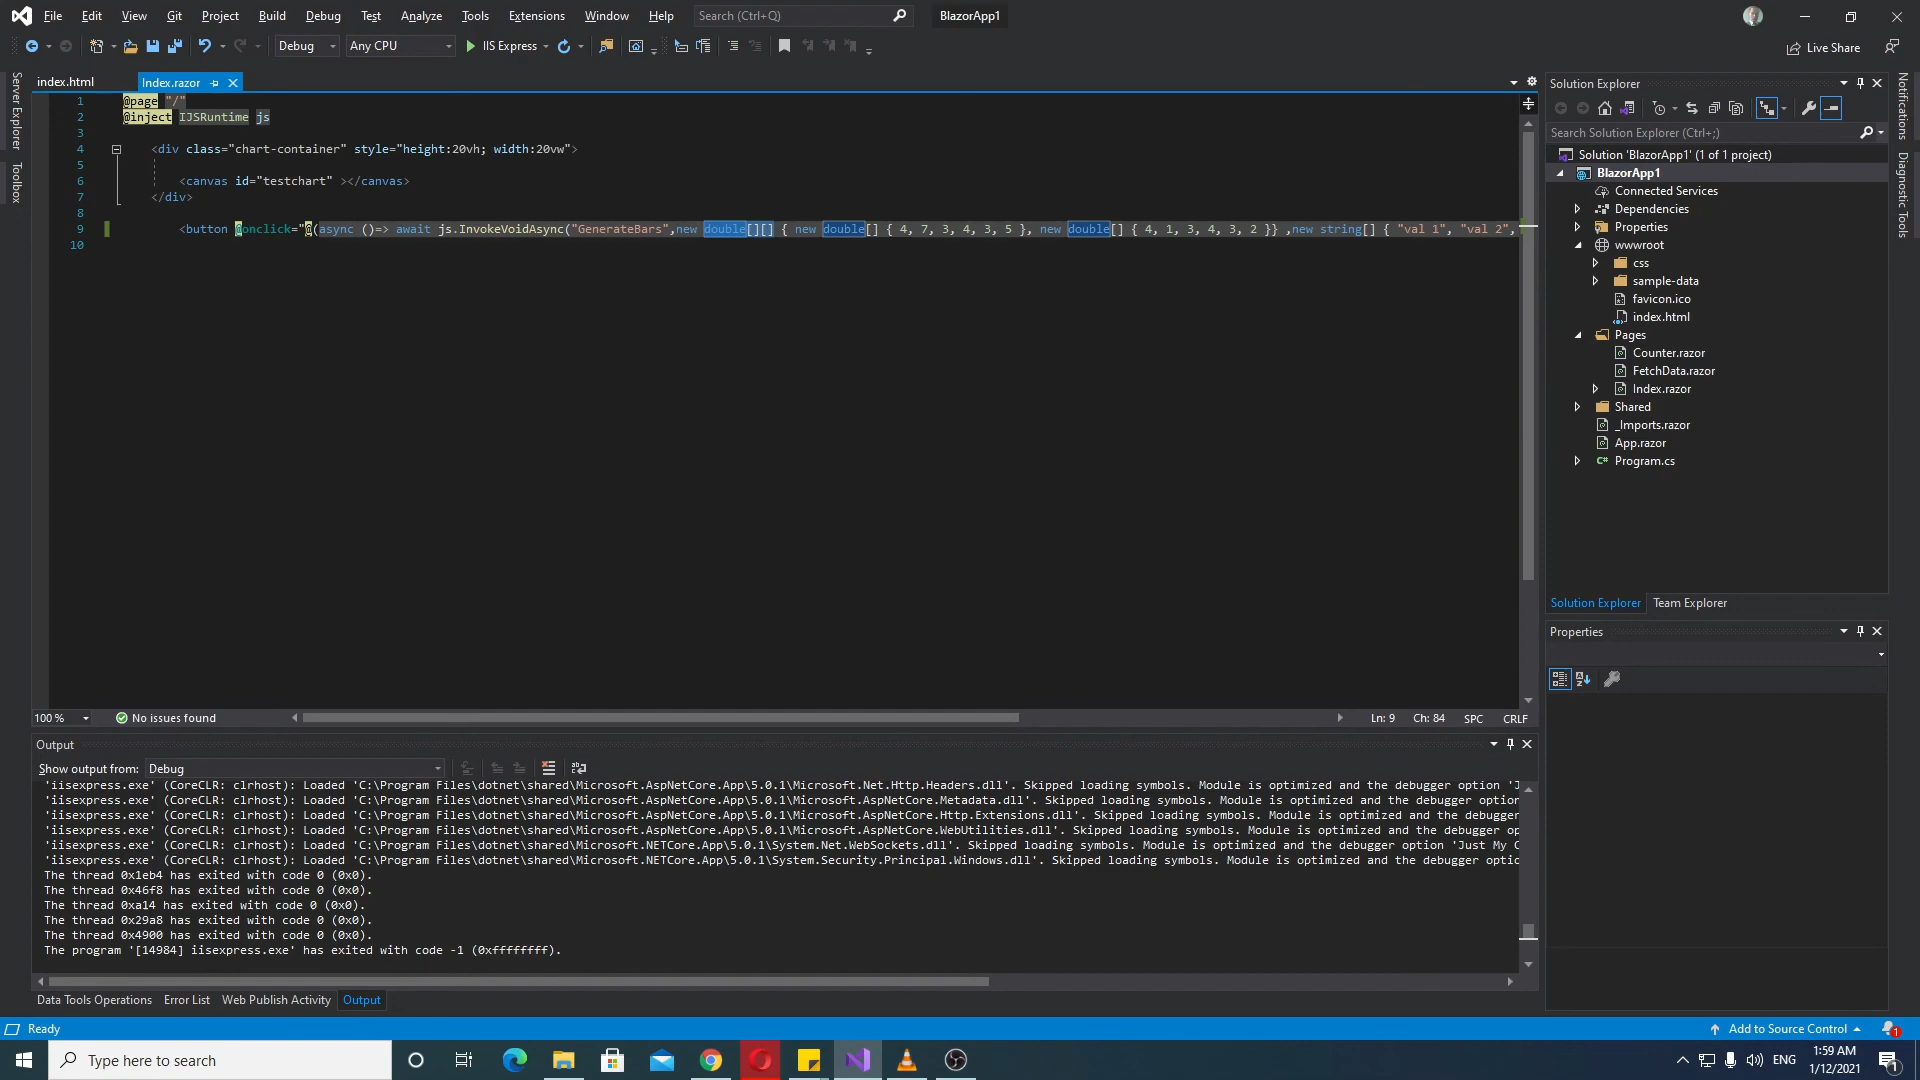 File Edit View Git Project Build Debug Test Analyze Tools Extensions Window Help Search (Ctrl+Q) BlazorApp1
Debug Any CPU IIS Express Live Share
Server Explorer
Toolbox
index.html Index.razor
1 @page "/"
2 @inject IJSRuntime js
3
4 <div class="chart-container" style="height:20vh; width:20vw">
5
6 <canvas id="testchart" ></canvas>
7 </div>
8
9 <button @onclick="@(async ()=> await js.InvokeVoidAsync("GenerateBars",new double[][] { new double[] { 4, 7, 3, 4, 3, 5 }, new double[] { 4, 1, 3, 4, 3, 2 }} ,new string[] { "val 1", "val 2",
10
100 % No issues found Ln: 9 Ch: 84 SPC CRLF
Output
Show output from: Debug
'iisexpress.exe' (CoreCLR: clrhost): Loaded 'C:\Program Files\dotnet\shared\Microsoft.AspNetCore.App\5.0.1\Microsoft.Net.Http.Headers.dll'. Skipped loading symbols. Module is optimized and the debugger option 'J
'iisexpress.exe' (CoreCLR: clrhost): Loaded 'C:\Program Files\dotnet\shared\Microsoft.AspNetCore.App\5.0.1\Microsoft.AspNetCore.Metadata.dll'. Skipped loading symbols. Module is optimized and the debugger option
'iisexpress.exe' (CoreCLR: clrhost): Loaded 'C:\Program Files\dotnet\shared\Microsoft.AspNetCore.App\5.0.1\Microsoft.AspNetCore.Http.Extensions.dll'. Skipped loading symbols. Module is optimized and the debugger
'iisexpress.exe' (CoreCLR: clrhost): Loaded 'C:\Program Files\dotnet\shared\Microsoft.AspNetCore.App\5.0.1\Microsoft.AspNetCore.WebUtilities.dll'. Skipped loading symbols. Module is optimized and the debugger op
'iisexpress.exe' (CoreCLR: clrhost): Loaded 'C:\Program Files\dotnet\shared\Microsoft.NETCore.App\5.0.1\System.Net.WebSockets.dll'. Skipped loading symbols. Module is optimized and the debugger option 'Just My C
'iisexpress.exe' (CoreCLR: clrhost): Loaded 'C:\Program Files\dotnet\shared\Microsoft.NETCore.App\5.0.1\System.Security.Principal.Windows.dll'. Skipped loading symbols. Module is optimized and the debugger optio
The thread 0x1eb4 has exited with code 0 (0x0).
The thread 0x46f8 has exited with code 0 (0x0).
The thread 0xa14 has exited with code 0 (0x0).
The thread 0x29a8 has exited with code 0 (0x0).
The thread 0x4900 has exited with code 0 (0x0).
The program '[14984] iisexpress.exe' has exited with code -1 (0xffffffff).
Data Tools Operations Error List Web Publish Activity Output
Solution Explorer
Search Solution Explorer (Ctrl+;)
Solution 'BlazorApp1' (1 of 1 project)
BlazorApp1
Connected Services
Dependencies
Properties
wwwroot
css
sample-data
favicon.ico
index.html
Pages
Counter.razor
FetchData.razor
Index.razor
Shared
_Imports.razor
App.razor
C# Program.cs
Solution Explorer Team Explorer
Properties
Notifications
Diagnostic Tools
Ready Add to Source Control 1
Type here to search ENG 1:59 AM
1/12/2021 1